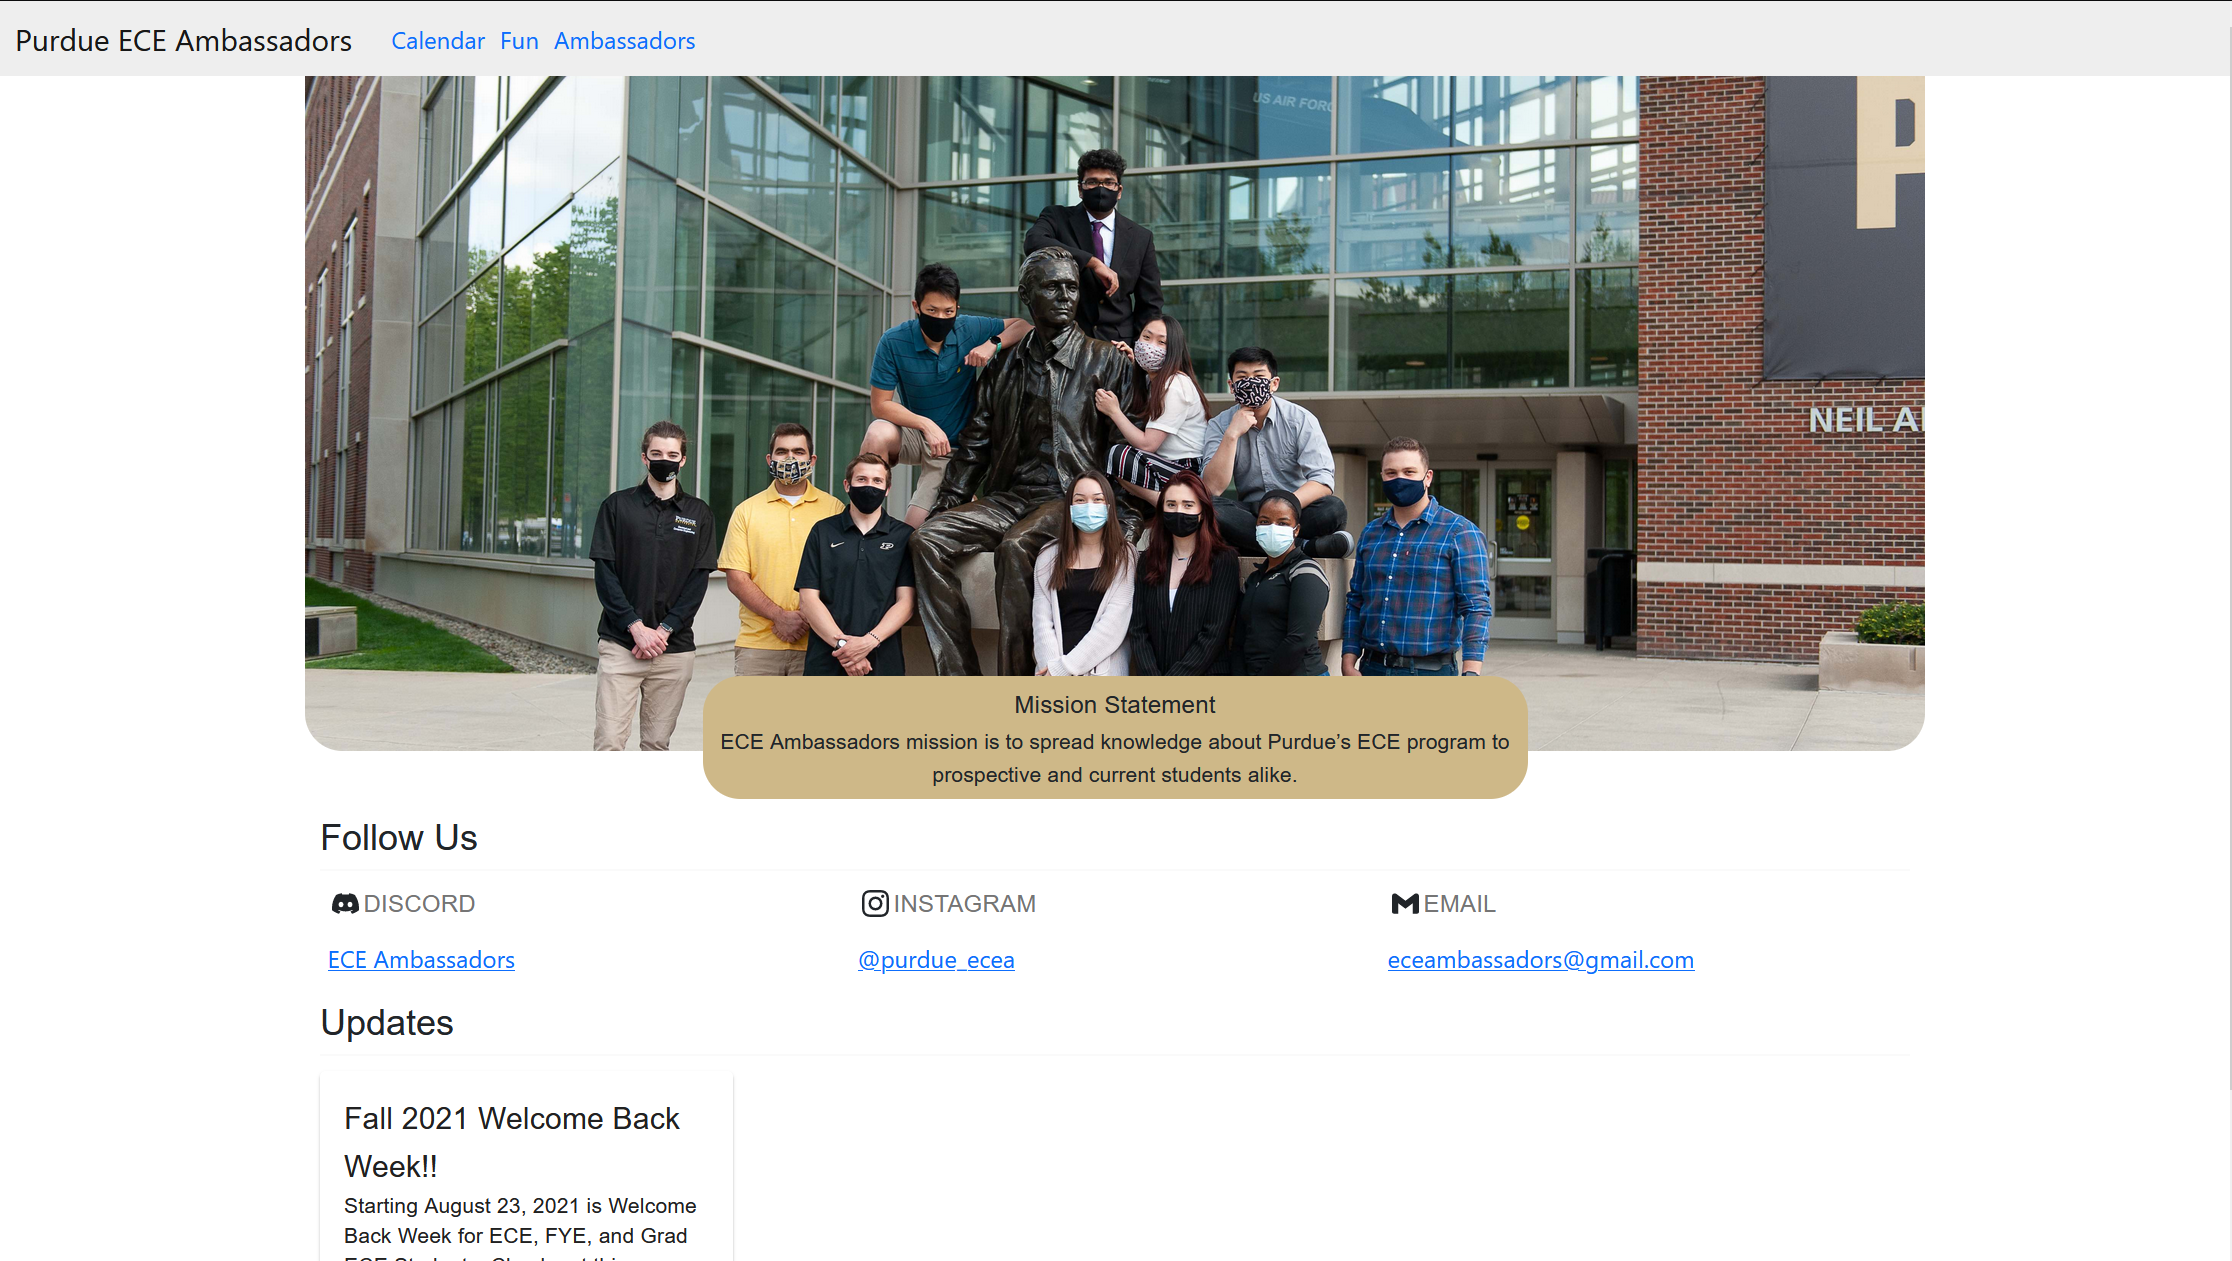 Purdue ECE Ambassadors Calendar Fun Ambassadors
US AIR FORC
P
NEIL A
PURDUE
P
Mission Statement
ECE Ambassadors mission is to spread knowledge about Purdue’s ECE program to
prospective and current students alike.
Follow Us
DISCORD INSTAGRAM EMAIL
ECE Ambassadors @purdue_ecea eceambassadors@gmail.com
Updates
Fall 2021 Welcome Back
Week!!
Starting August 23, 2021 is Welcome
Back Week for ECE, FYE, and Grad